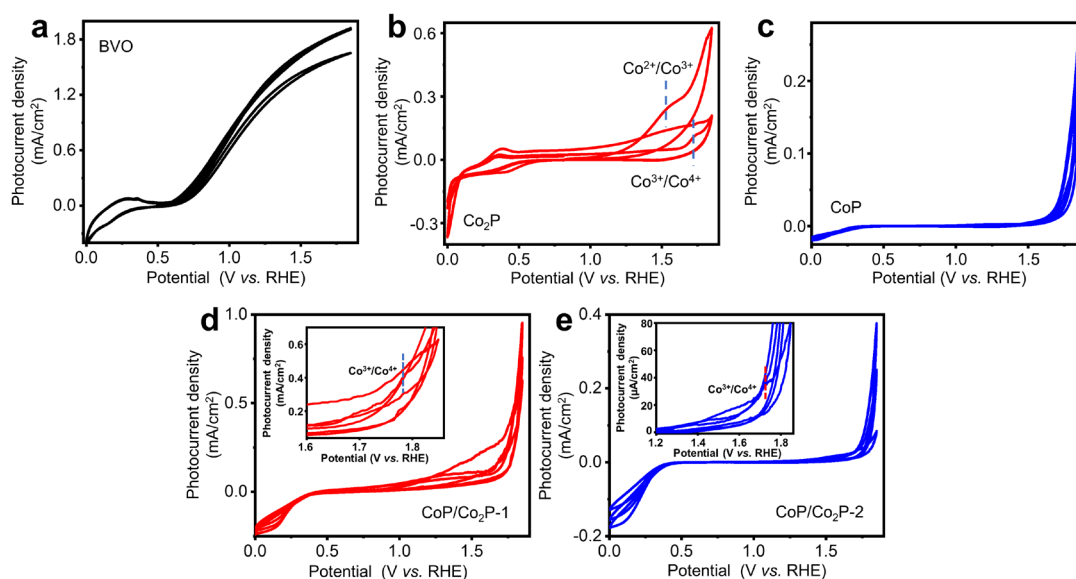 a
BVO
Photocurrent density
(mA/cm²)
1.8
1.2
0.6
0.0
0.0
0.5
1.0
1.5
Potential (V vs. RHE)
b
Co²⁺/Co³⁺
Co³⁺/Co⁴⁺
Co₂P
Photocurrent density
(mA/cm²)
0.6
0.3
0.0
-0.3
0.0
0.5
1.0
1.5
Potential (V vs. RHE)
c
CoP
Photocurrent density
(mA/cm²)
0.2
0.1
0.0
0.0
0.5
1.0
1.5
Potential (V vs. RHE)
d
Photocurrent density
(mA/cm²)
1.0
0.5
0.0
0.0
0.5
1.0
1.5
Potential (V vs. RHE)
CoP/Co₂P-1
Photocurrent density
(mA/cm²)
0.6
0.4
0.2
Co³⁺/Co⁴⁺
1.6
1.7
1.8
Potential (V vs. RHE)
e
Photocurrent density
(mA/cm²)
0.4
0.2
0.0
-0.2
0.0
0.5
1.0
1.5
Potential (V vs. RHE)
CoP/Co₂P-2
Photocurrent density
(μA/cm²)
80
60
40
20
0
Co³⁺/Co⁴⁺
1.2
1.4
1.6
1.8
Potential (V vs. RHE)